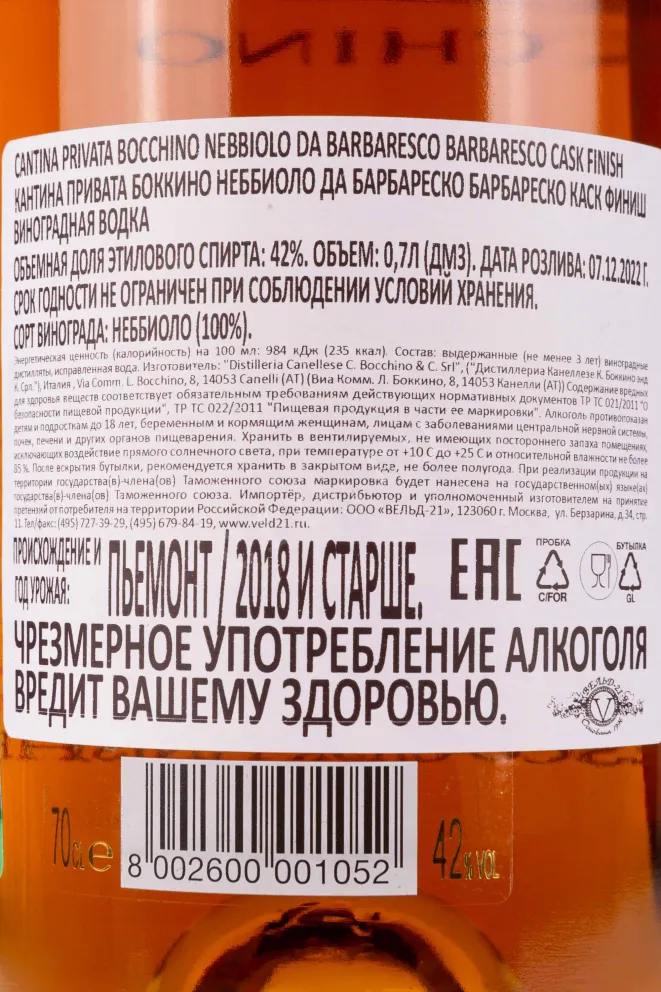 CANTINA PRIVATA BOCCHINO NEBBIOLO DA BARBARESCO BARBARESCO CASK FINISH
КАНТИНА ПРИВАТА БОККИНО НЕББИОЛО ДА БАРБАРЕСКО БАРБАРЕСКО КАСК ФИНИШ
ВИНОГРАДНАЯ ВОДКА
ОБЪЕМНАЯ ДОЛЯ ЭТИЛОВОГО СПИРТА: 42%. ОБЪЕМ: 0,7Л (ДМ3). ДАТА РОЗЛИВА: 07.12.2022 Г.
СРОК ГОДНОСТИ НЕ ОГРАНИЧЕН ПРИ СОБЛЮДЕНИИ УСЛОВИЙ ХРАНЕНИЯ.
СОРТ ВИНОГРАДА: НЕББИОЛО (100%).
Энергетическая ценность (калорийность) на 100 мл: 984 кДж (235 ккал). Состав: выдержанные (не менее 3 лет) виноградные
дистилляты, исправленная вода. Изготовитель: "Distilleria Canellese C. Bocchino & C. Srl", ("Дистиллериа Канеллезе К. Боккино энд
К. Срл."), Италия, Via Comm. L. Bocchino, 8, 14053 Canelli (AT) (Виа Комм. Л. Боккино, 8, 14053 Канелли (АТ)) Содержание вредных
для здоровья веществ соответствует обязательным требованиям действующих нормативных документов ТР ТС 021/2011 "О
безопасности пищевой продукции", ТР ТС 022/2011 "Пищевая продукция в части ее маркировки". Алкоголь противопоказан
детям и подросткам до 18 лет, беременным и кормящим женщинам, лицам с заболеваниями центральной нервной системы,
почек, печени и других органов пищеварения. Хранить в вентилируемых, не имеющих постороннего запаха помещениях,
исключающих воздействие прямого солнечного света, при температуре от +10 С до +25 С и относительной влажности не более
85 %. После вскрытия бутылки, рекомендуется хранить в закрытом виде, не более полугода. При реализации продукции на
территории государства(в)-члена(ов) Таможенного союза маркировка будет нанесена на государственном(ых) языке(ах)
государства(в)-члена(ов) Таможенного союза. Импортёр, дистрибьютор и уполномоченный изготовителем на принятие
претензий от потребителя на территории Российской Федерации: ООО «ВЕЛЬД-21», 123060 г. Москва, ул. Берзарина, д.34, стр.
11. Тел/факс: (495) 727-39-29, (495) 679-84-19, www.veld21.ru.
ПРОИСХОЖДЕНИЕ И
ГОД УРОЖАЯ:
ПЬЕМОНТ / 2018 И СТАРШЕ.
EAC
ПРОБКА
C/FOR
БУТЫЛКА
GL
ЧРЕЗМЕРНОЕ УПОТРЕБЛЕНИЕ АЛКОГОЛЯ
ВРЕДИТ ВАШЕМУ ЗДОРОВЬЮ.
ВЕЛЬД-21
V
70 CL e
8 002600 001052
42% VOL